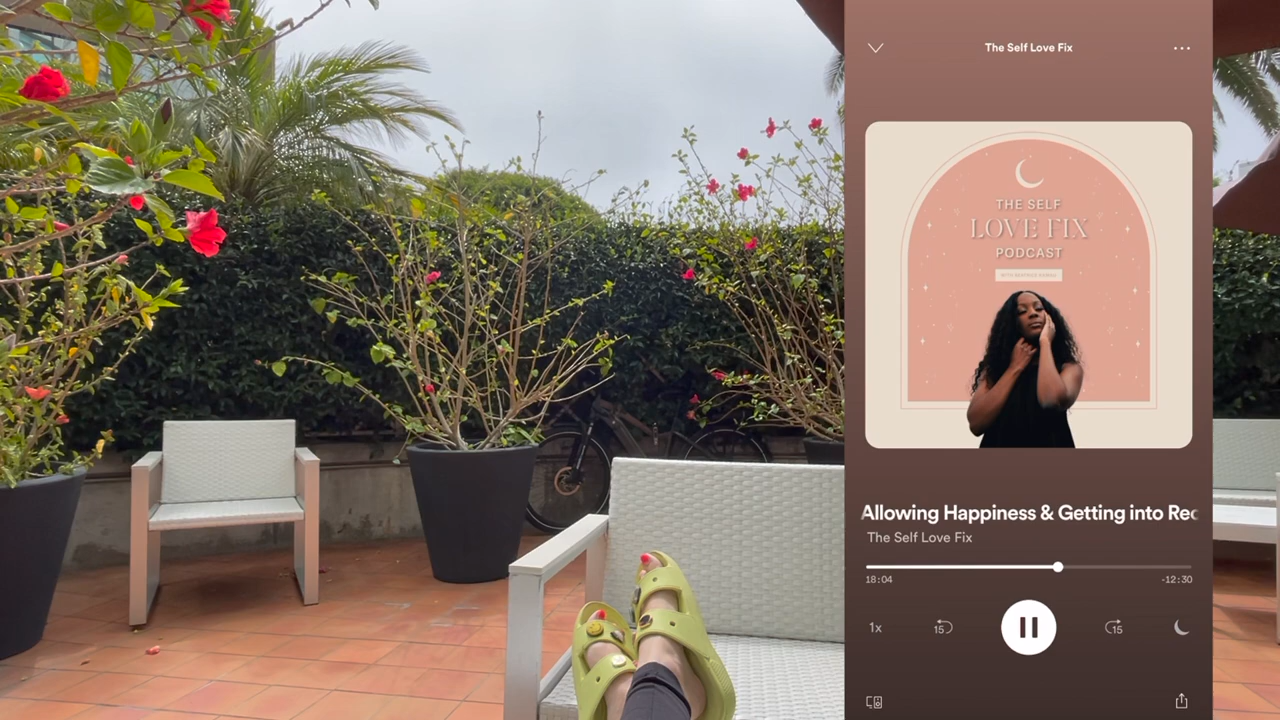 The Self Love Fix
THE SELF
LOVE FIX
PODCAST
Allowing Happiness & Getting into Rec
The Self Love Fix
18:04
-12:30
1x
15
15